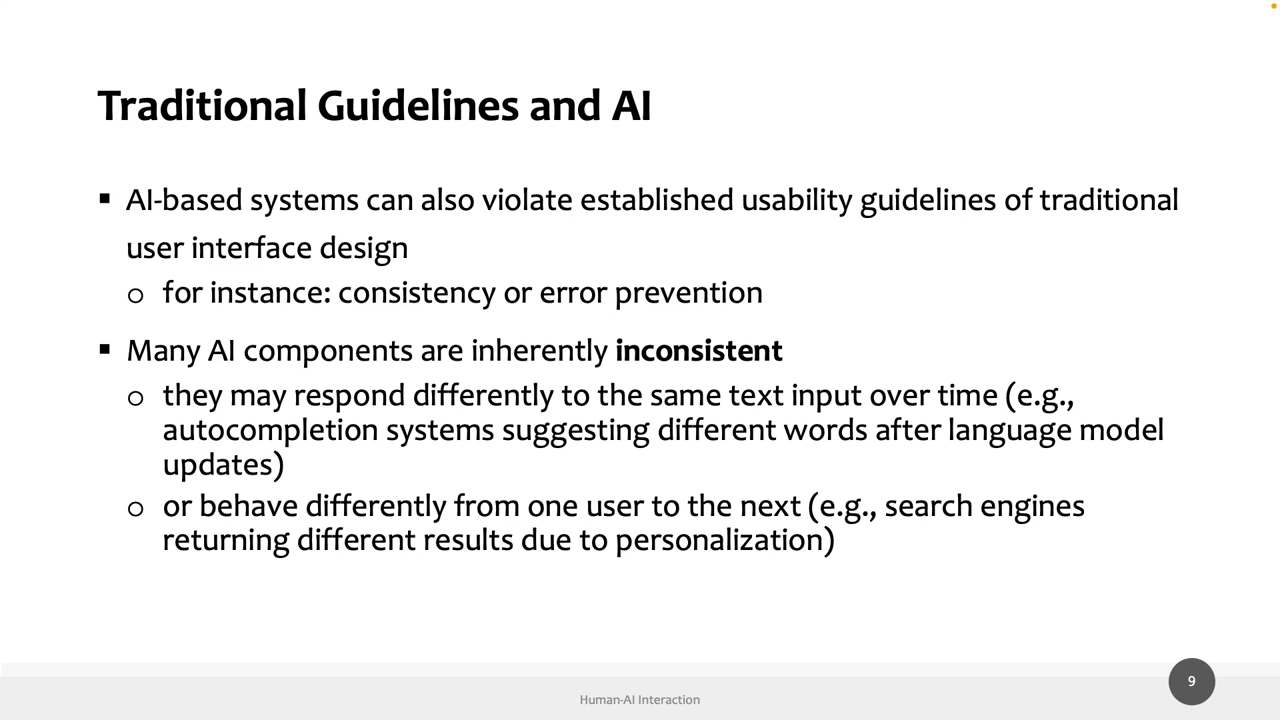 Traditional Guidelines and AI
▪ AI-based systems can also violate established usability guidelines of traditional
user interface design
o for instance: consistency or error prevention
▪ Many AI components are inherently inconsistent
o they may respond differently to the same text input over time (e.g.,
autocompletion systems suggesting different words after language model
updates)
o or behave differently from one user to the next (e.g., search engines
returning different results due to personalization)
Human-AI Interaction
9